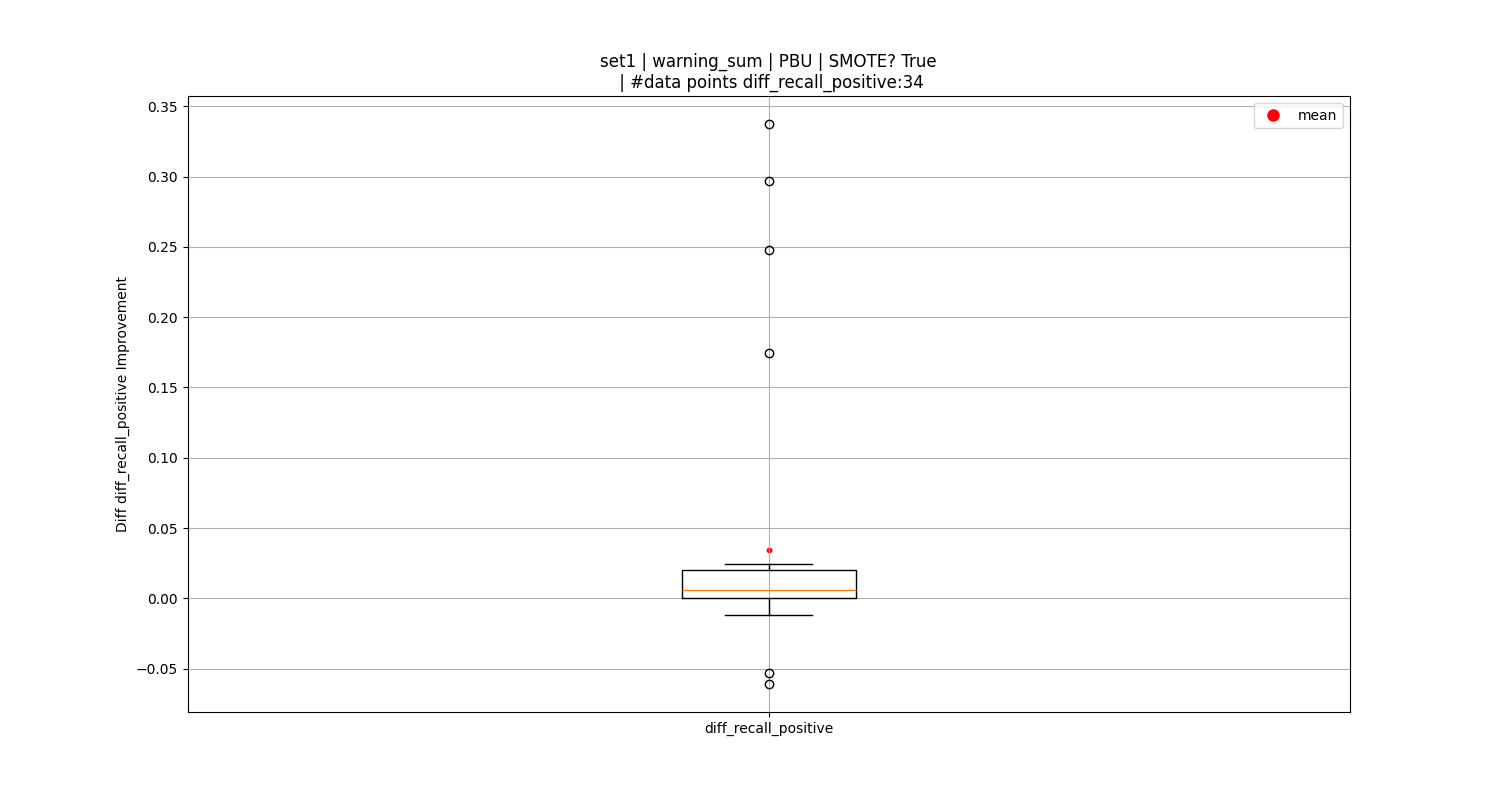 set1 | warning_sum | PBU | SMOTE? True
| #data points diff_recall_positive:34
mean
0.35
0.30
0.25
0.20
0.15
0.10
0.05
0.00
−0.05
Diff diff_recall_positive Improvement
diff_recall_positive